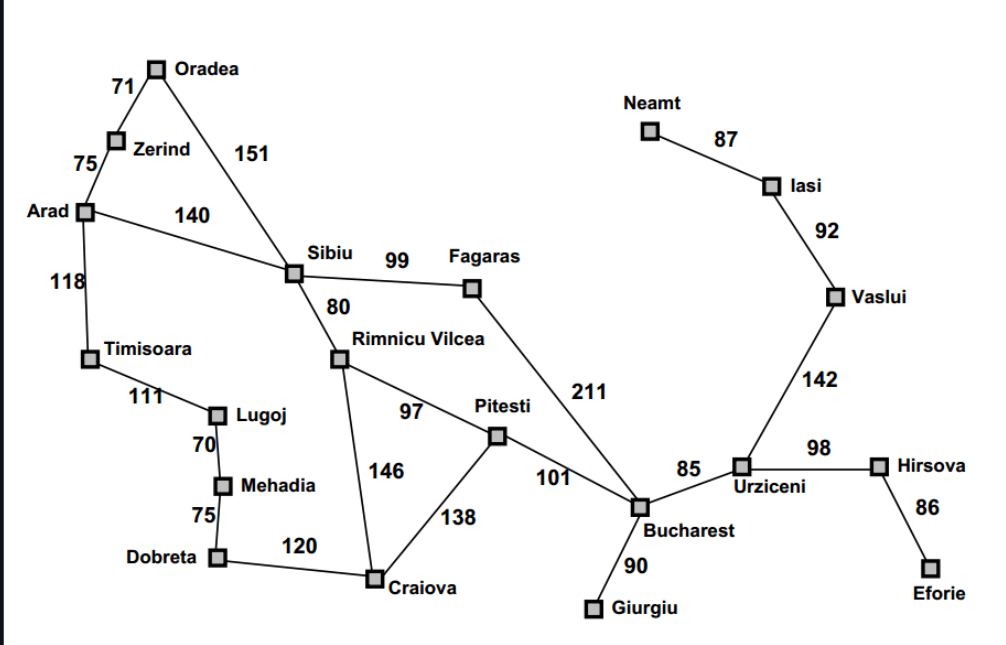 Oradea
71
Neamt
87
Zerind
151
75
Iasi
Arad
140
92
Sibiu
99
Fagaras
118
80
Vaslui
Timisoara
Rimnicu Vilcea
111
211
142
97
Pitesti
Lugoj
70
98
Hirsova
85
Urziceni
146
101
Mehadia
86
75
138
Bucharest
120
Dobreta
90
Craiova
Eforie
Giurgiu